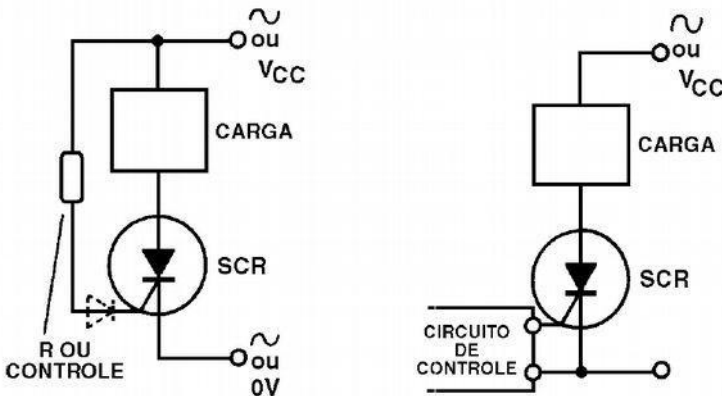 ou
VCC
CARGA
SCR
R OU
CONTROLE
ou
0V
ou
VCC
CARGA
SCR
CIRCUITO
DE
CONTROLE